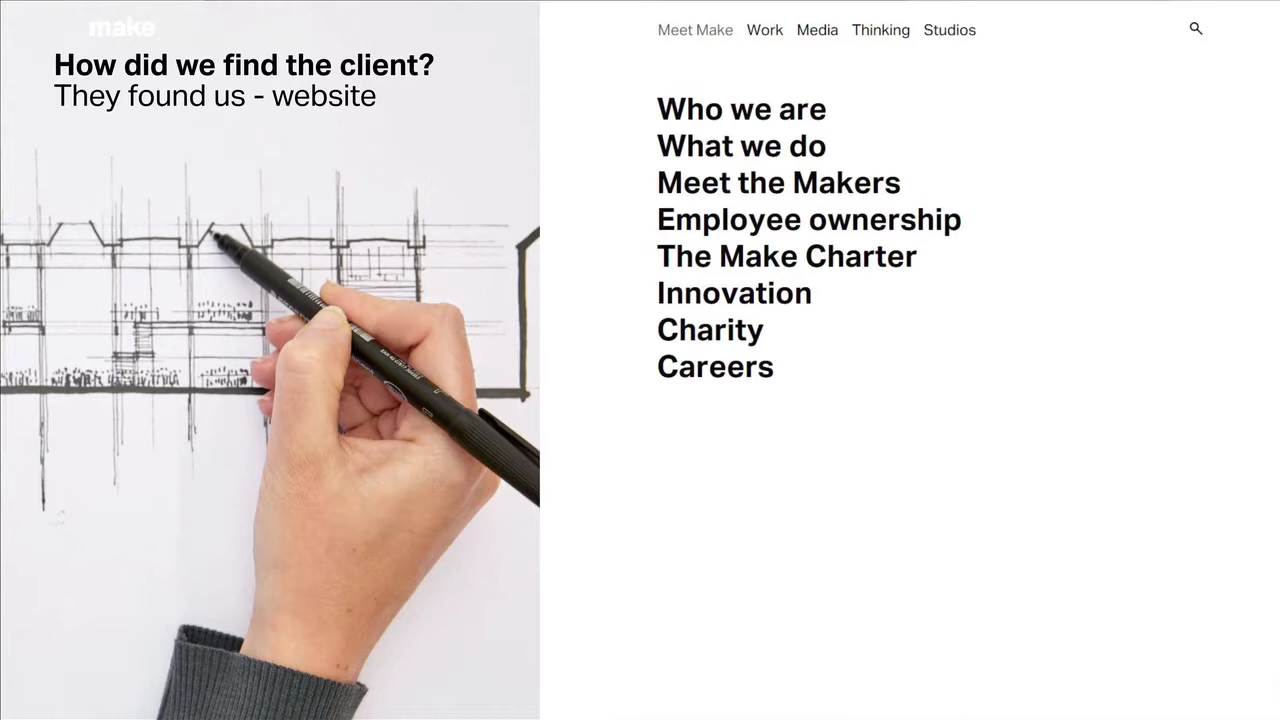 make
How did we find the client?
They found us - website
Meet Make Work Media Thinking Studios
Who we are
What we do
Meet the Makers
Employee ownership
The Make Charter
Innovation
Charity
Careers